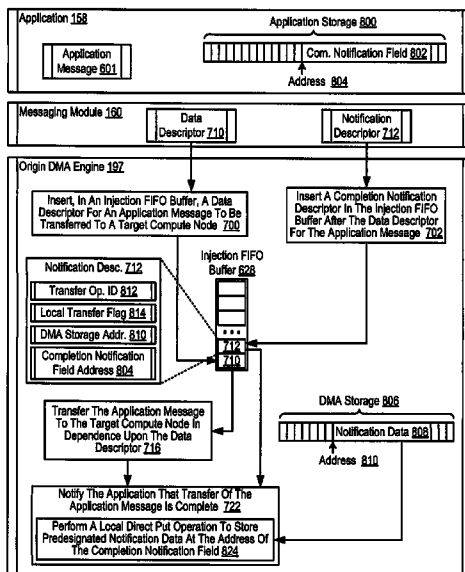 Application 158
Application Storage 800
Application
Message 601
Com. Notification Field 802
Address 804
Messaging Module 160
Data
Descriptor 710
Notification
Descriptor 712
Origin DMA Engine 197
Insert, In An Injection FIFO Buffer, A Data
Descriptor For An Application Message To Be
Transferred To A Target Compute Node 700
Insert A Completion Notification
Descriptor In The Injection FIFO
Buffer After The Data Descriptor
For The Application Message 702
Injection FIFO
Buffer 628
Notification Desc. 712
Transfer Op. ID 812
Local Transfer Flag 814
DMA Storage Addr. 810
Completion Notification
Field Address 804
712
710
DMA Storage 806
Notification Data 808
Address 810
Transfer The Application Message
To The Target Compute Node In
Dependence Upon The Data
Descriptor 716
Notify The Application That Transfer Of The
Application Message Is Complete 722
Perform A Local Direct Put Operation To Store
Predesignated Notification Data At The Address Of
The Completion Notification Field 824